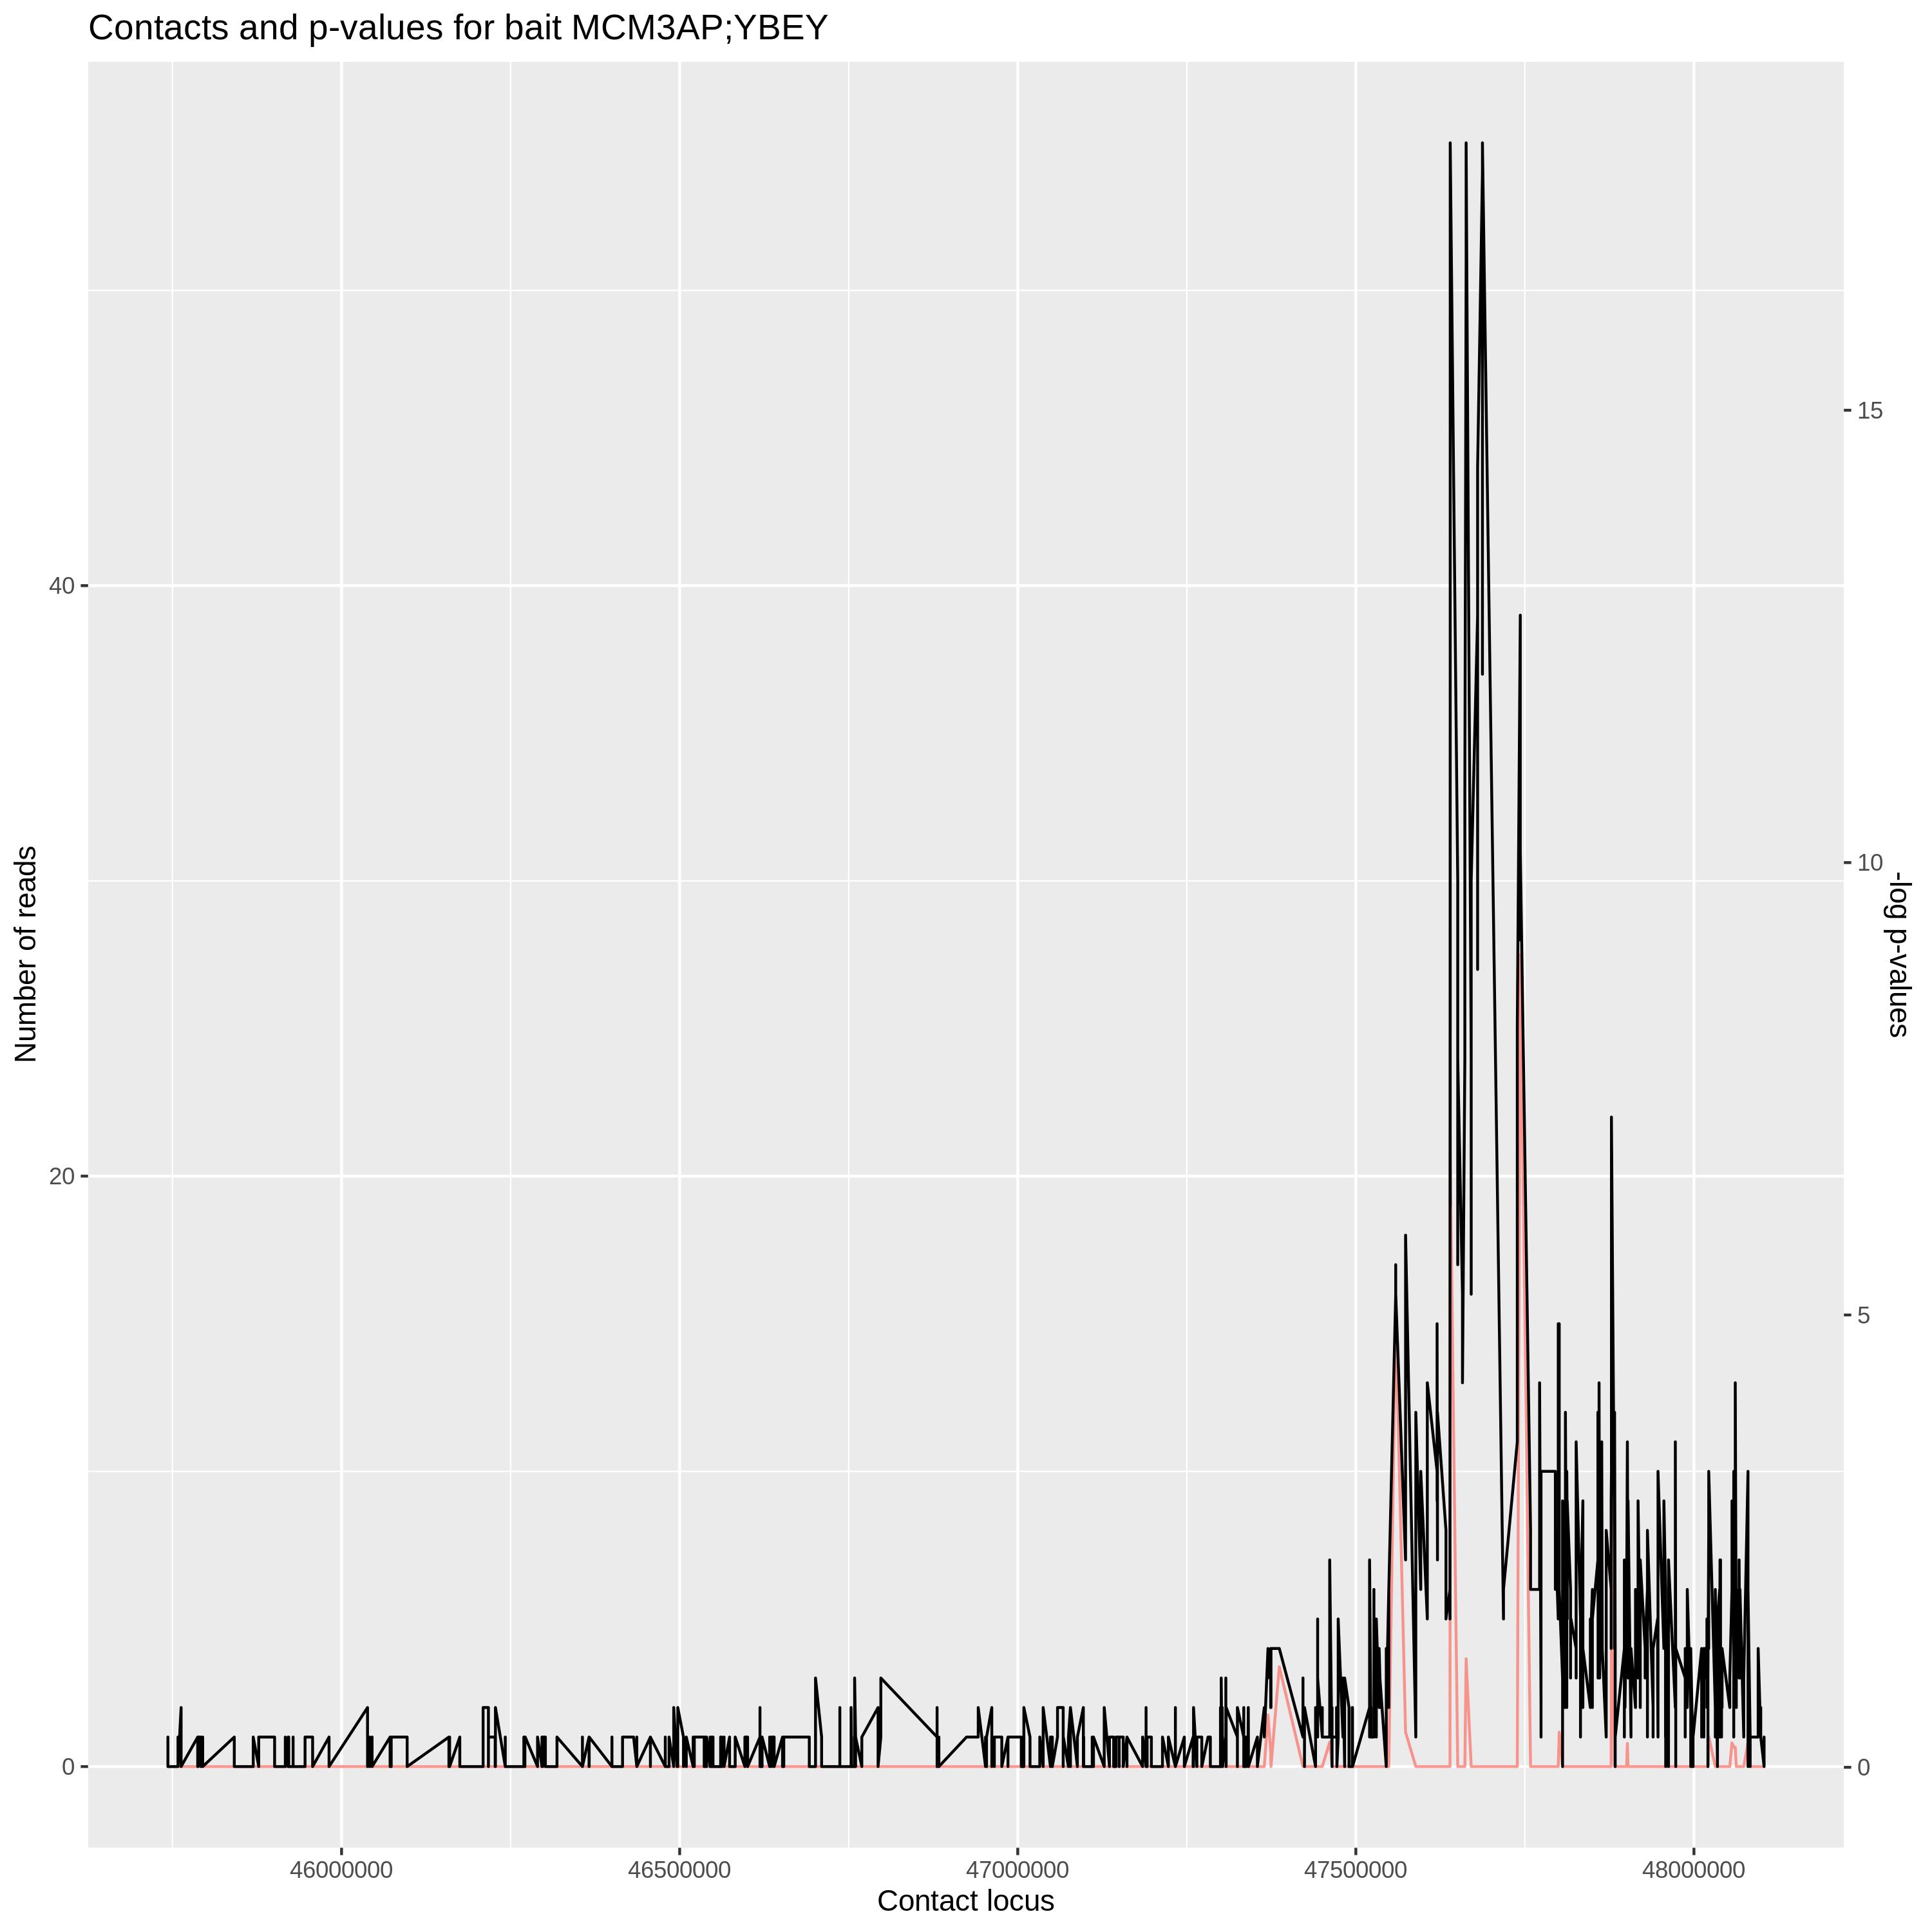 Contacts and p-values for bait MCM3AP;YBEY
Number of reads
40
20
0
15
10
5
0
-log p-values
46000000 46500000 47000000 47500000 48000000
Contact locus